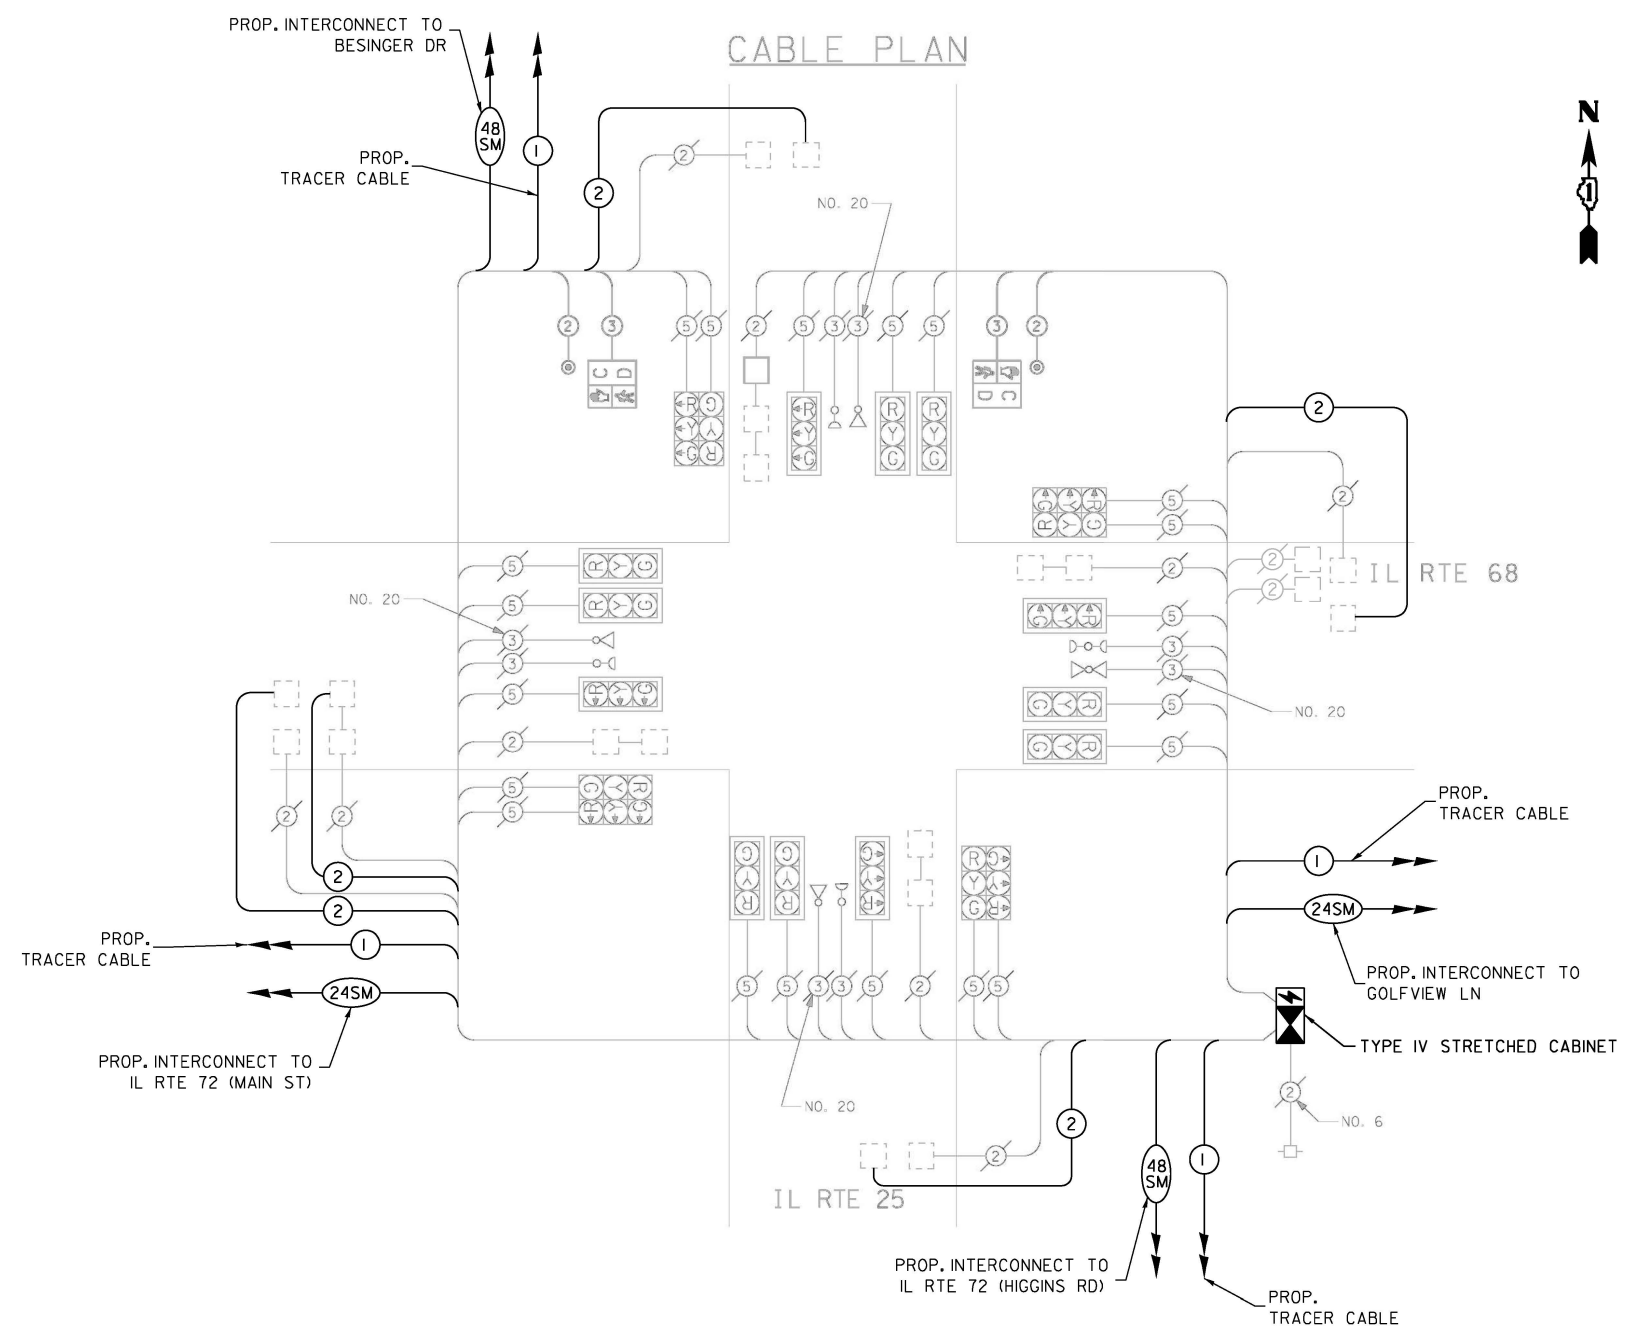 PROP. INTERCONNECT TO
BESINGER DR
CABLE PLAN
N
1
48
SM
1
PROP.
TRACER CABLE
2
2
NO. 20
2
3
5
5
2
5
3
3
5
5
3
2
C D
R G
Y Y
G R
R
Y
G
R
Y
G
R
Y
G
D C
2
2
G Y R
R Y G
5
5
5
R Y G
2
2
2
IL RTE 68
NO. 20
5
R Y G
G Y R
5
3
3
3
3
5
R Y G
G Y R
5
NO. 20
2
G Y R
5
5
5
G Y R
R Y G
2
2
PROP.
TRACER CABLE
1
G
Y
R
G
Y
R
G
Y
R
R G
Y Y
G R
2
2
24SM
PROP.
TRACER CABLE
1
PROP. INTERCONNECT TO
GOLFVIEW LN
24SM
5
5
3
3
5
2
5
5
TYPE IV STRETCHED CABINET
PROP. INTERCONNECT TO
IL RTE 72 (MAIN ST)
NO. 20
2
NO. 6
2
2
48
SM
1
IL RTE 25
PROP. INTERCONNECT TO
IL RTE 72 (HIGGINS RD)
PROP.
TRACER CABLE